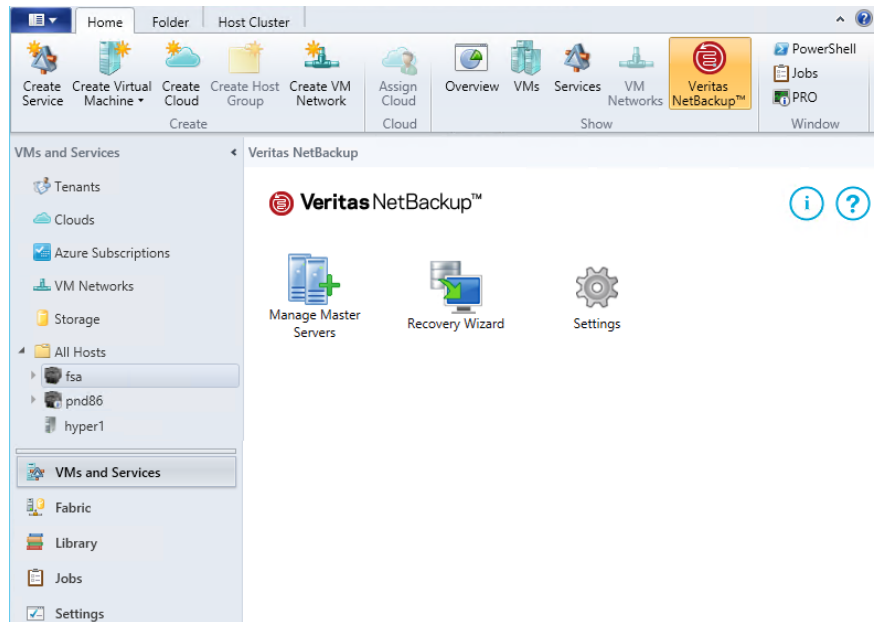 Home Folder Host Cluster
Create Service
Create Virtual Machine
Create Cloud
Create Host Group
Create VM Network
Assign Cloud
Overview
VMs
Services
VM Networks
Veritas NetBackup™
PowerShell
Jobs
PRO
Create
Cloud
Show
Window
VMs and Services
Veritas NetBackup
Tenants
Clouds
Azure Subscriptions
VM Networks
Storage
All Hosts
fsa
pnd86
hyper1
VMs and Services
Fabric
Library
Jobs
Settings
Veritas NetBackup™
i ?
Manage Master
Servers
Recovery Wizard
Settings